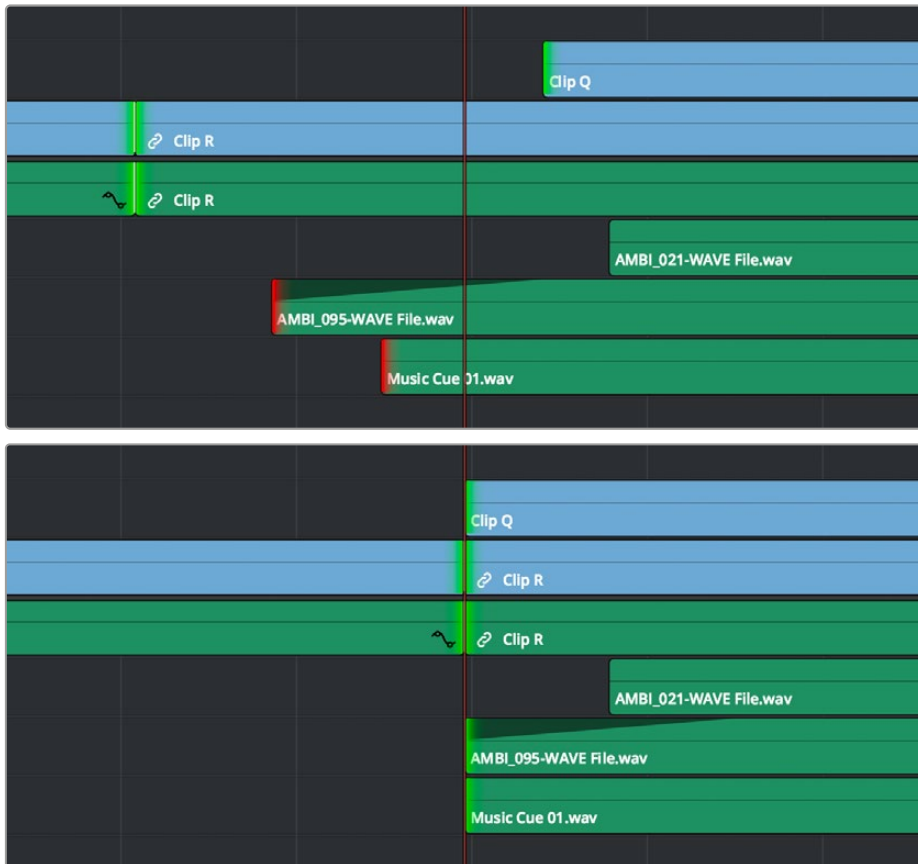 Clip Q
Clip R
Clip R
AMBI_021-WAVE File.wav
AMBI_095-WAVE File.wav
Music Cue 01.wav
Clip Q
Clip R
Clip R
AMBI_021-WAVE File.wav
AMBI_095-WAVE File.wav
Music Cue 01.wav